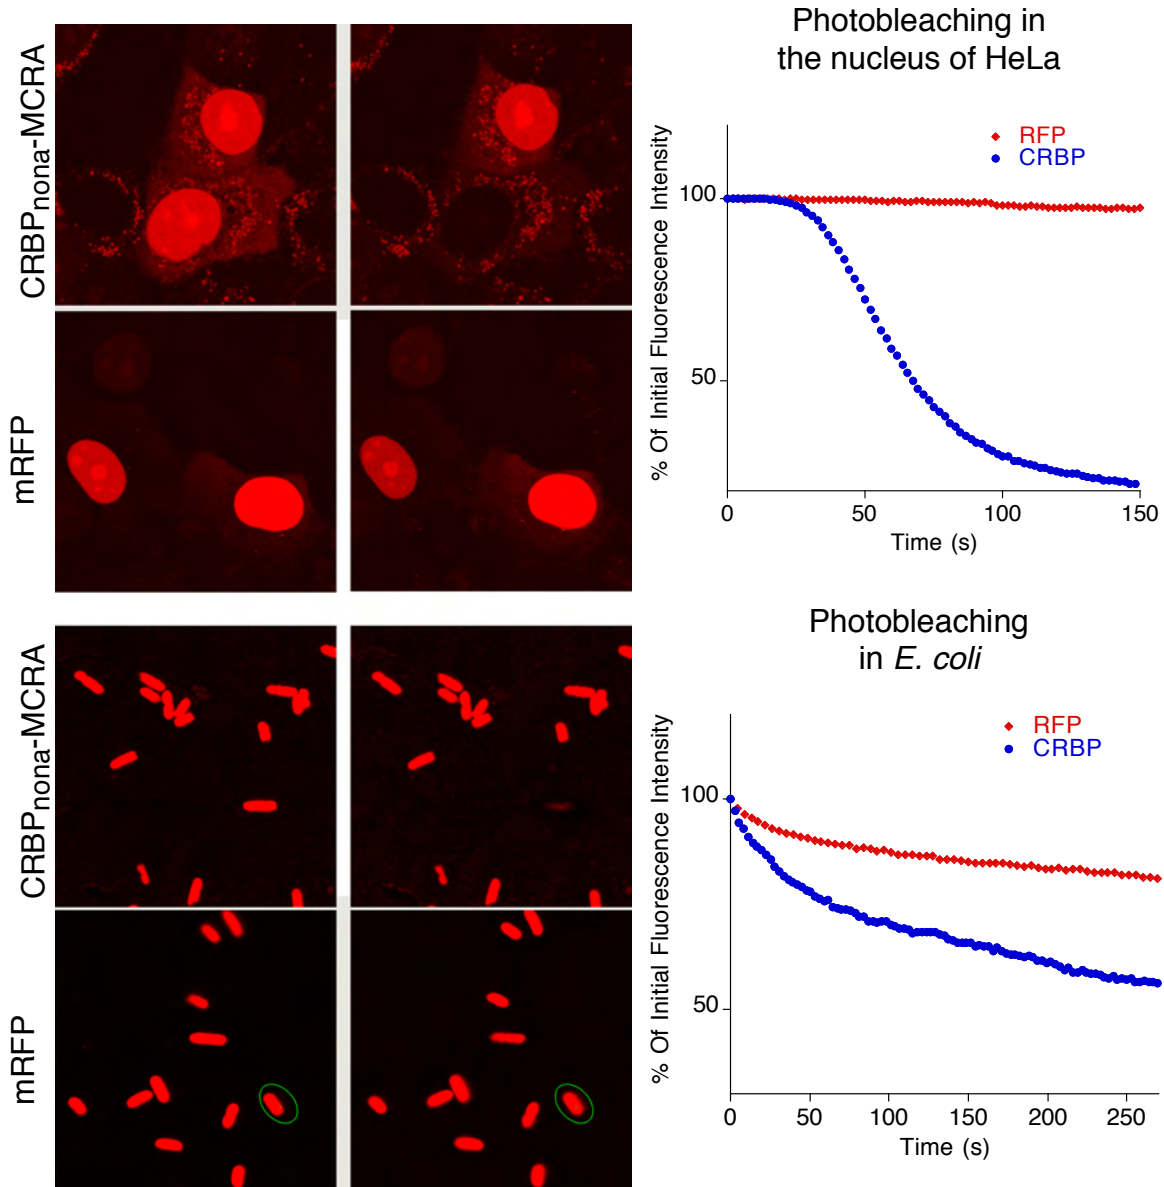 CRBPnona-MCRA
mRFP
CRBPnona-MCRA
mRFP
Photobleaching in
the nucleus of HeLa
% Of Initial Fluorescence Intensity
100
50
RFP
CRBP
0
50
100
150
Time (s)
Photobleaching
in E. coli
% Of Initial Fluorescence Intensity
100
50
RFP
CRBP
0
50
100
150
200
250
Time (s)